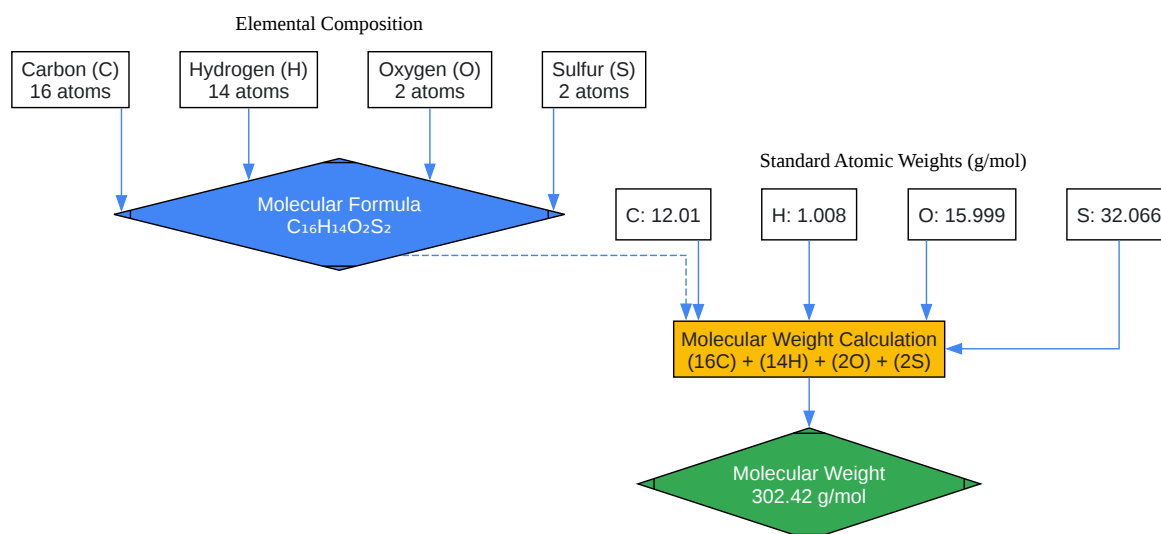 Elemental Composition
Carbon (C)
16 atoms
Hydrogen (H)
14 atoms
Oxygen (O)
2 atoms
Sulfur (S)
2 atoms
Molecular Formula
C₁₆H₁₄O₂S₂
Standard Atomic Weights (g/mol)
C: 12.01
H: 1.008
O: 15.999
S: 32.066
Molecular Weight Calculation
(16C) + (14H) + (2O) + (2S)
Molecular Weight
302.42 g/mol